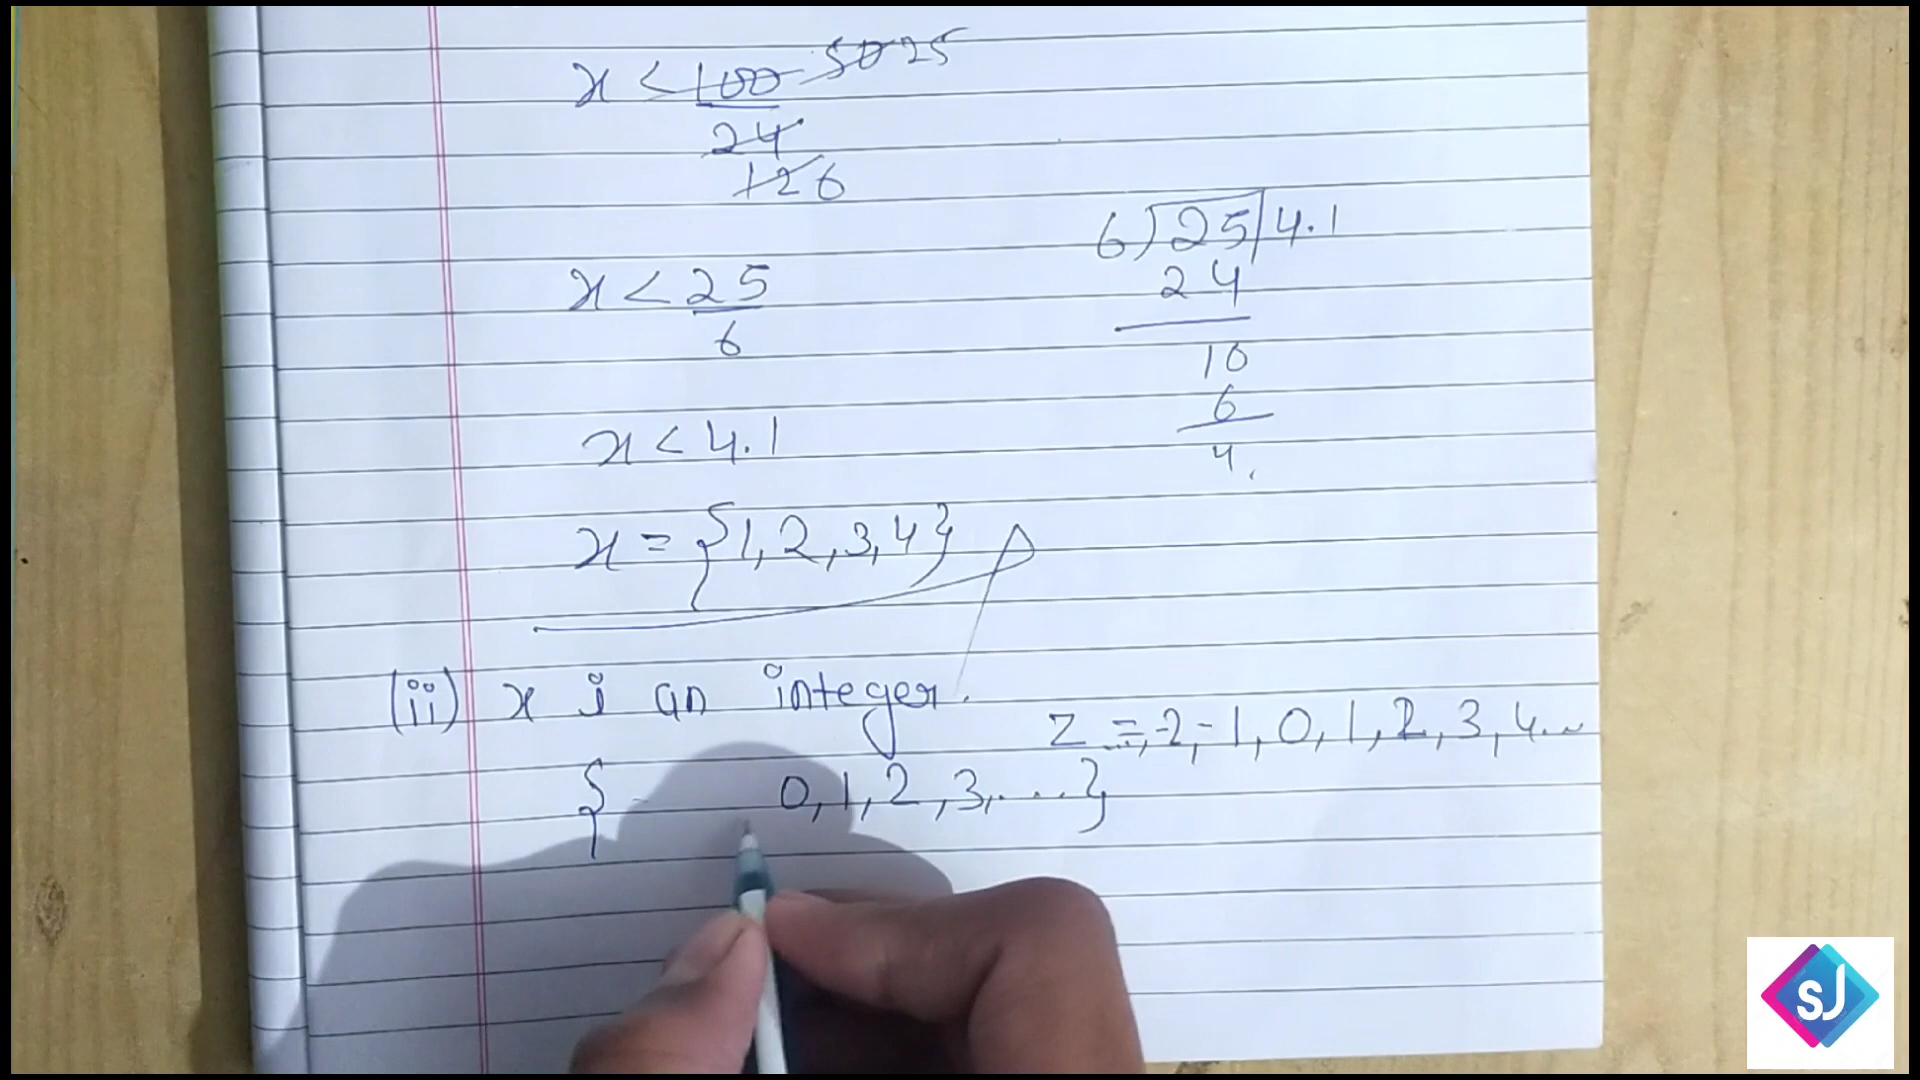 x < 100 50 25
24
12 6
x < 25
6
x < 4.1
x = {1, 2, 3, 4}
6) 25 | 4.1
24
10
6
4.
(ii) x i an integer.
Z = ..., -2, -1, 0, 1, 2, 3, 4...
{ - 0, 1, 2, 3, ....}
SJ